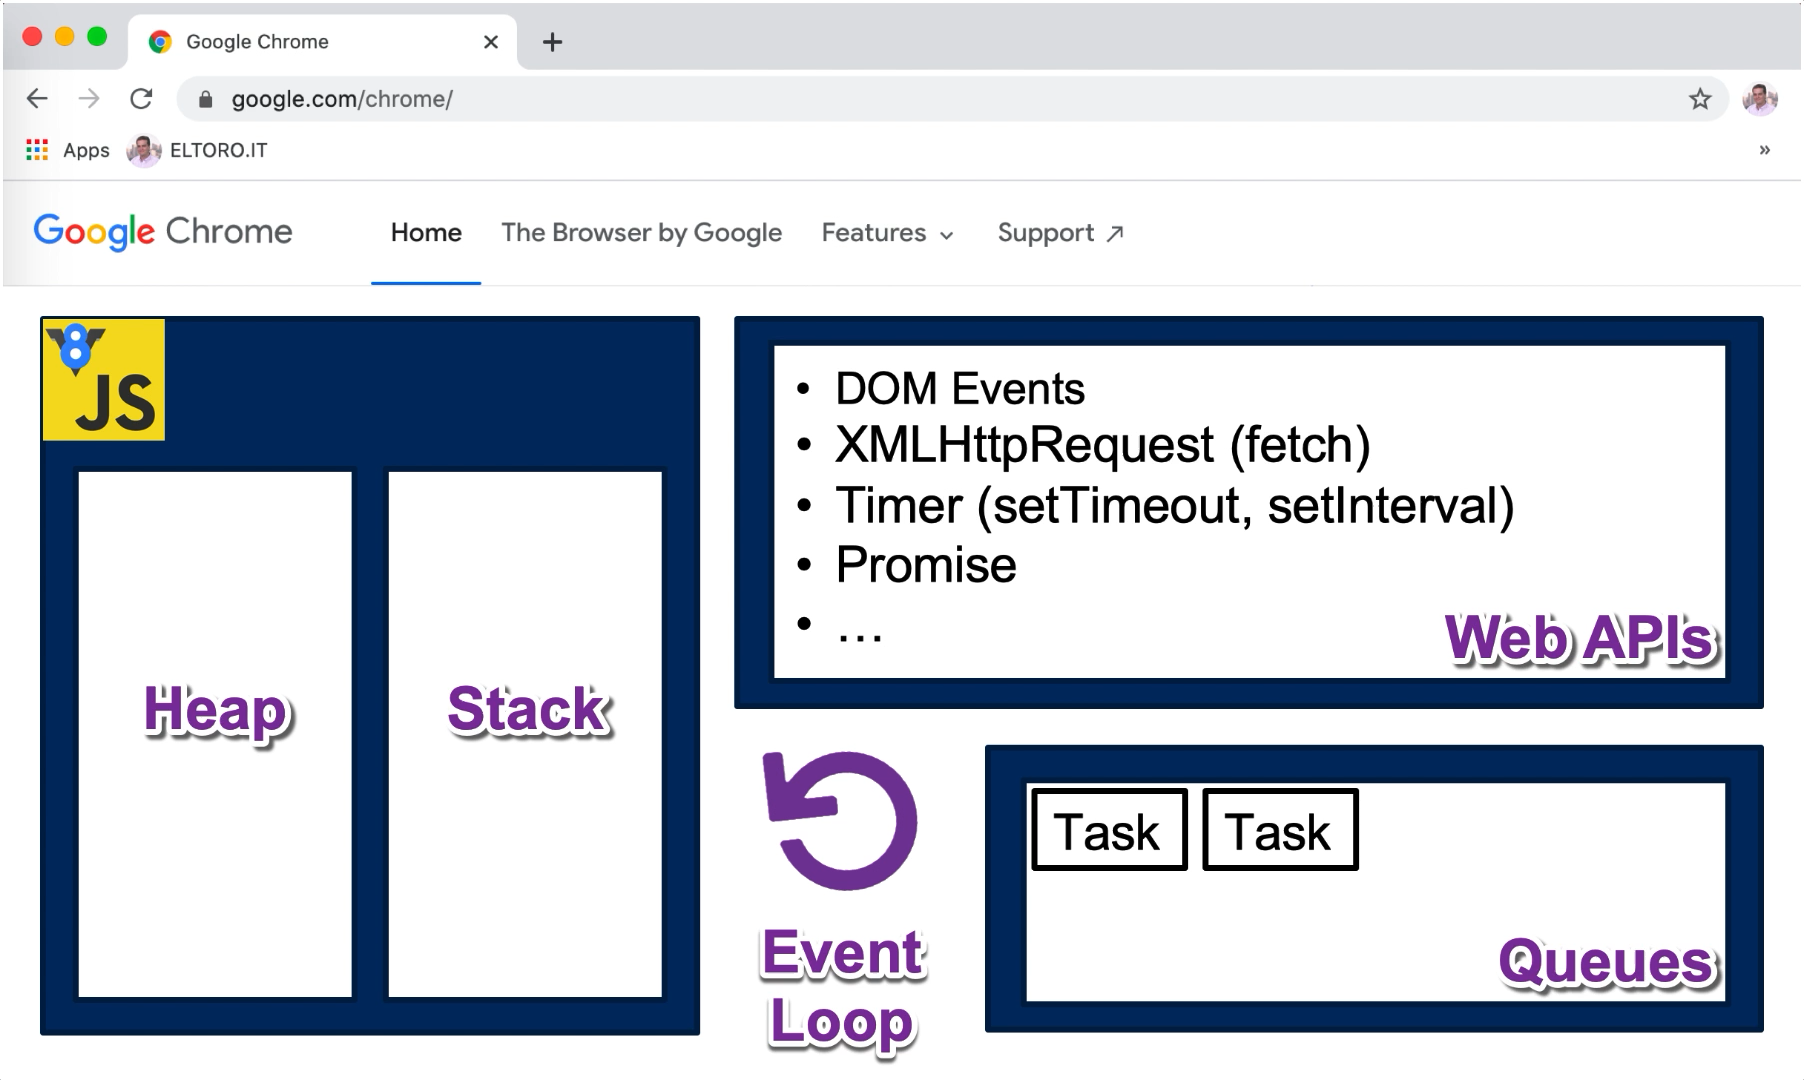 Google Chrome
google.com/chrome/
Apps ELTORO.IT »
Google Chrome Home The Browser by Google Features Support
8
JS
Heap
Stack
• DOM Events
• XMLHttpRequest (fetch)
• Timer (setTimeout, setInterval)
• Promise
• ...
Web APIs
Event
Loop
Task Task
Queues